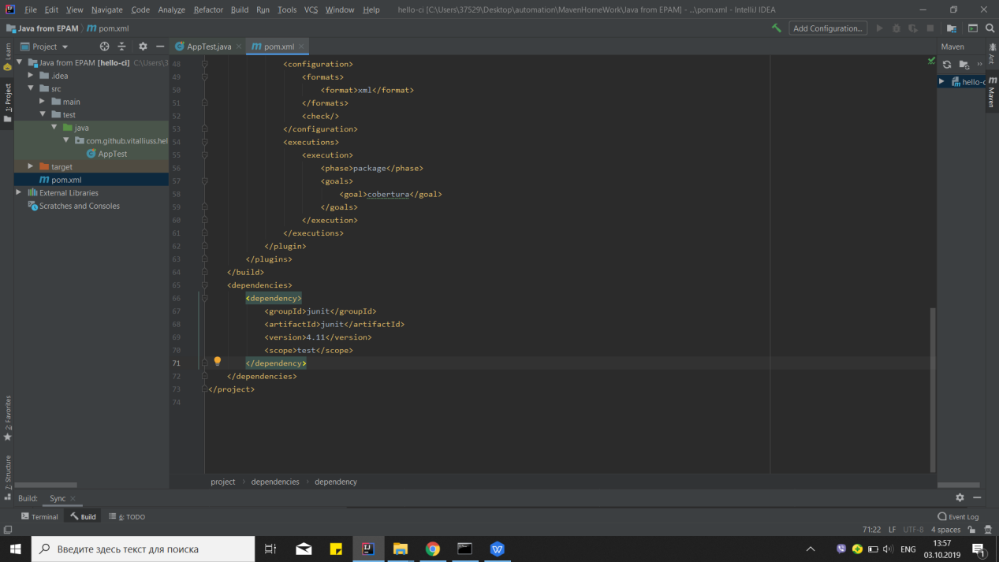 File Edit View Navigate Code Analyze Refactor Build Run Tools VCS Window Help hello-ci [C:\Users\37529\Desktop\automation\MavenHomeWork\Java from EPAM] - ...\pom.xml - IntelliJ IDEA
Java from EPAM pom.xml Add Configuration...
Learn
1: Project
2: Favorites
7: Structure
Project
Java from EPAM [hello-ci] C:\Users\3
.idea
src
main
test
java
com.github.vitalliuss.hel
AppTest
target
pom.xml
External Libraries
Scratches and Consoles
AppTest.java pom.xml
48 <configuration>
49 <formats>
50 <format>xml</format>
51 </formats>
52 <check/>
53 </configuration>
54 <executions>
55 <execution>
56 <phase>package</phase>
57 <goals>
58 <goal>cobertura</goal>
59 </goals>
60 </execution>
61 </executions>
62 </plugin>
63 </plugins>
64 </build>
65 <dependencies>
66 <dependency>
67 <groupId>junit</groupId>
68 <artifactId>junit</artifactId>
69 <version>4.11</version>
70 <scope>test</scope>
71 </dependency>
72 </dependencies>
73 </project>
74
project dependencies dependency
Maven
hello-c
Ant
Maven
Build: Sync
Terminal Build 6: TODO Event Log
71:22 LF UTF-8 4 spaces
Введите здесь текст для поиска
ENG
13:57
03.10.2019
1